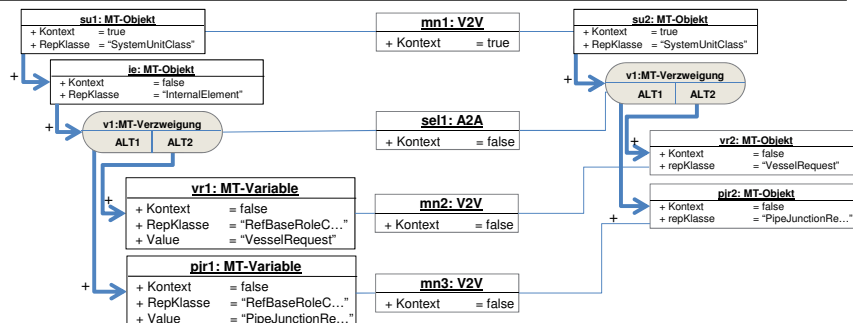 su1: MT-Objekt
+ Kontext = true
+ RepKlasse = “SystemUnitClass”
mn1: V2V
+ Kontext = true
su2: MT-Objekt
+ Kontext = true
+ RepKlasse = “SystemUnitClass”
+
ie: MT-Objekt
+ Kontext = false
+ RepKlasse = “InternalElement”
+
v1:MT-Verzweigung
ALT1 ALT2
+
v1:MT-Verzweigung
ALT1 ALT2
sel1: A2A
+ Kontext = false
+
vr2: MT-Objekt
+ Kontext = false
+ repKlasse = “VesselRequest”
+
vr1: MT-Variable
+ Kontext = false
+ RepKlasse = “RefBaseRoleC…”
+ Value = “VesselRequest”
mn2: V2V
+ Kontext = false
+
pjr2: MT-Objekt
+ Kontext = false
+ repKlasse = “PipeJunctionRe…”
+
pjr1: MT-Variable
+ Kontext = false
+ RepKlasse = “RefBaseRoleC…”
+ Value = “PipeJunctionRe…”
mn3: V2V
+ Kontext = false